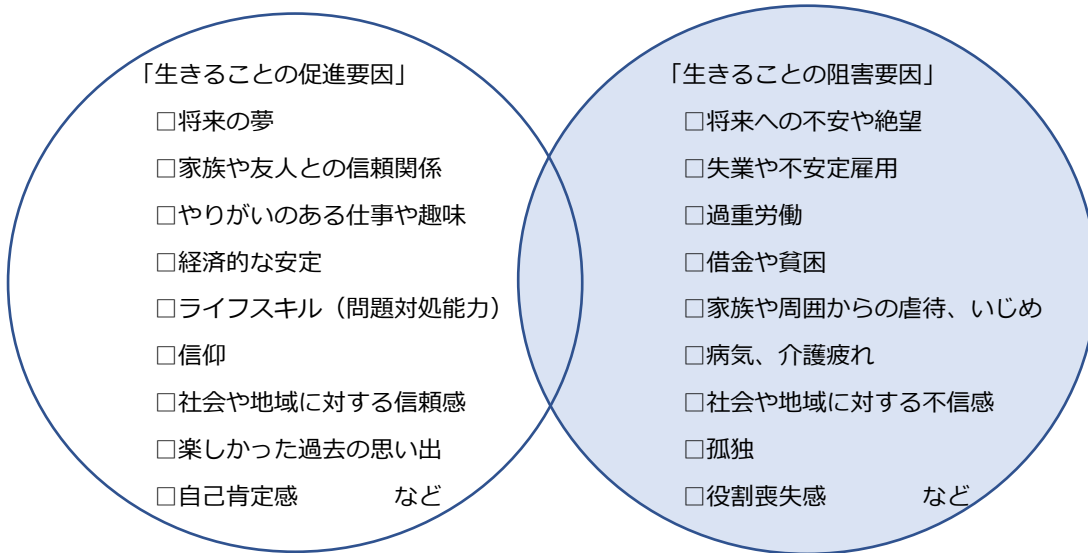 「生きることの促進要因」
□将来の夢
□家族や友人との信頼関係
□やりがいのある仕事や趣味
□経済的な安定
□ライフスキル（問題対処能力）
□信仰
□社会や地域に対する信頼感
□楽しかった過去の思い出
□自己肯定感　　　　など
「生きることの阻害要因」
□将来への不安や絶望
□失業や不安定雇用
□過重労働
□借金や貧困
□家族や周囲からの虐待、いじめ
□病気、介護疲れ
□社会や地域に対する不信感
□孤独
□役割喪失感　　　　など